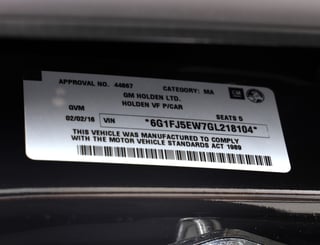 APPROVAL NO. 44667 CATEGORY: MA
GM HOLDEN LTD.
HOLDEN VF P/CAR
GVM SEATS 5
02/02/16 VIN *6G1FJ5EW7GL218104*
THIS VEHICLE WAS MANUFACTURED TO COMPLY
WITH THE MOTOR VEHICLE STANDARDS ACT 1989